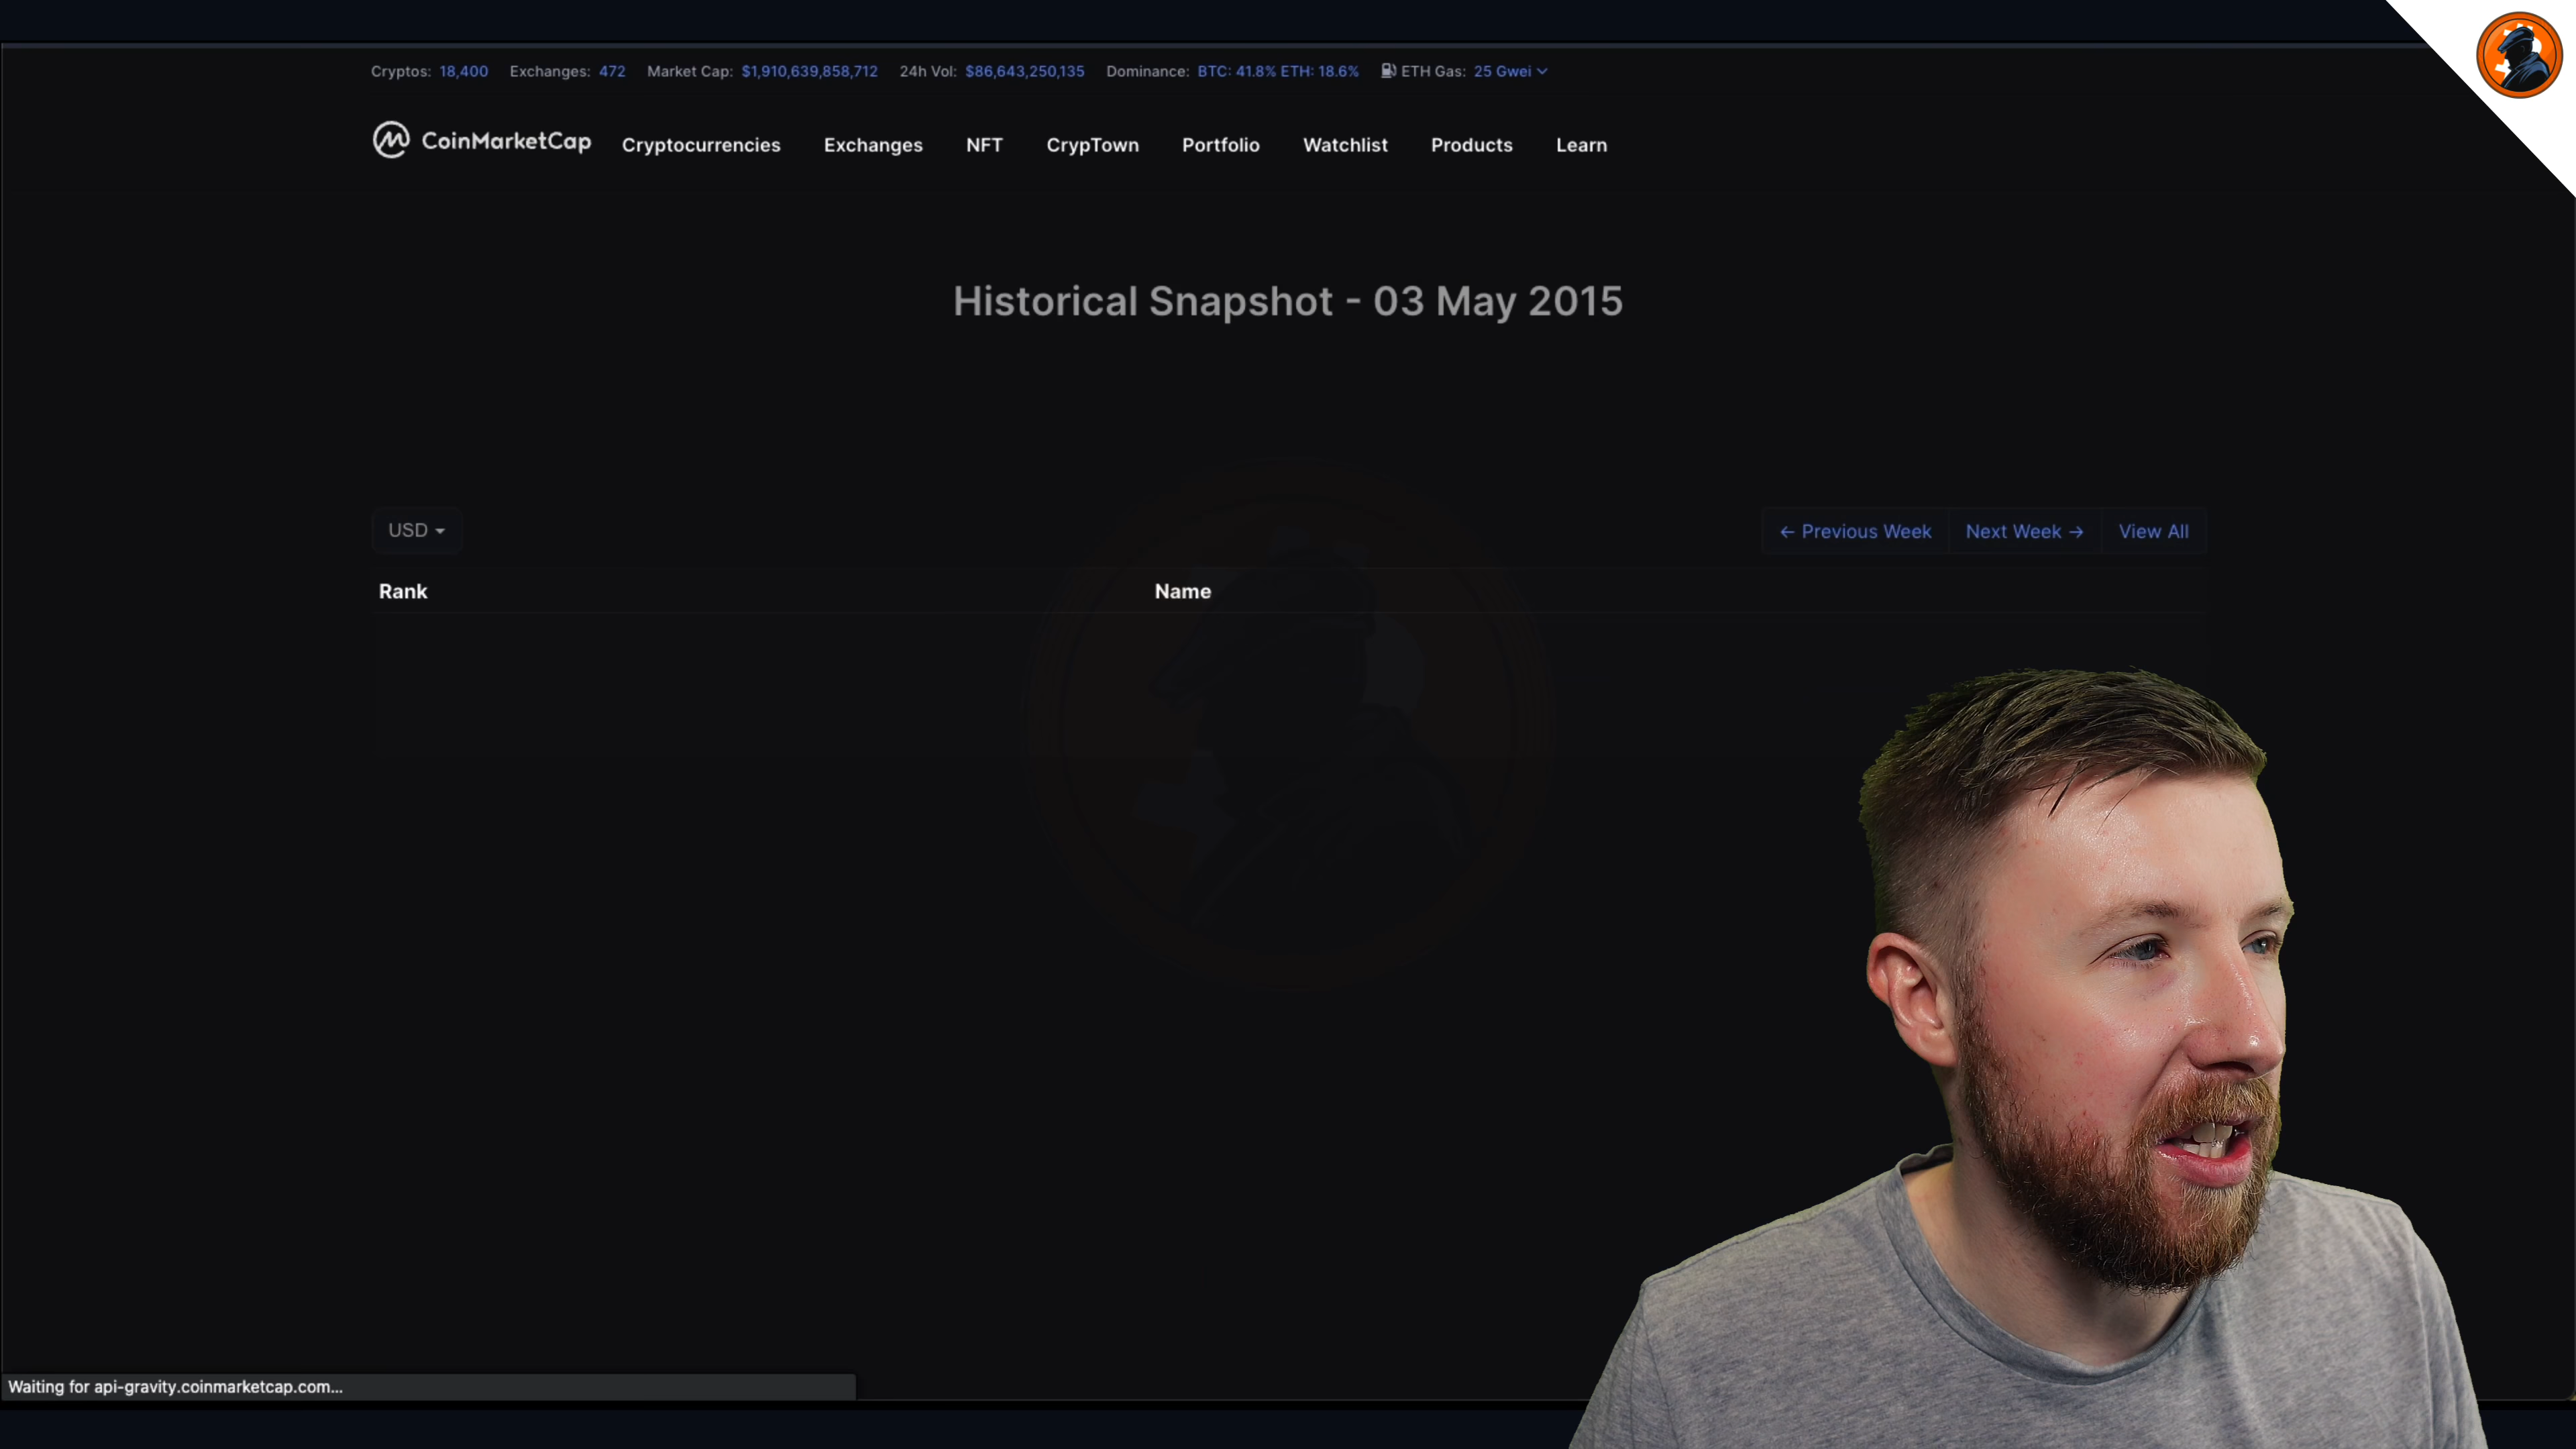 Cryptos: 18,400 Exchanges: 472 Market Cap: $1,910,639,858,712 24h Vol: $86,643,250,135 Dominance: BTC: 41.8% ETH: 18.6% ETH Gas: 25 Gwei
CoinMarketCap Cryptocurrencies Exchanges NFT CrypTown Portfolio Watchlist Products Learn
Historical Snapshot - 03 May 2015
USD ← Previous Week Next Week → View All
Rank Name
Waiting for api-gravity.coinmarketcap.com...